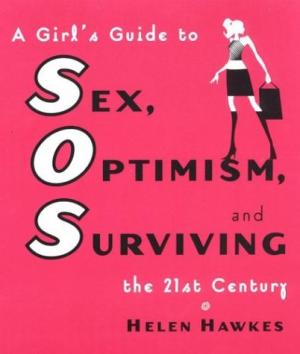 A Girl's Guide to
SEX,
OPTIMISM,
and
SURVIVING
the 21st Century
HELEN HAWKES